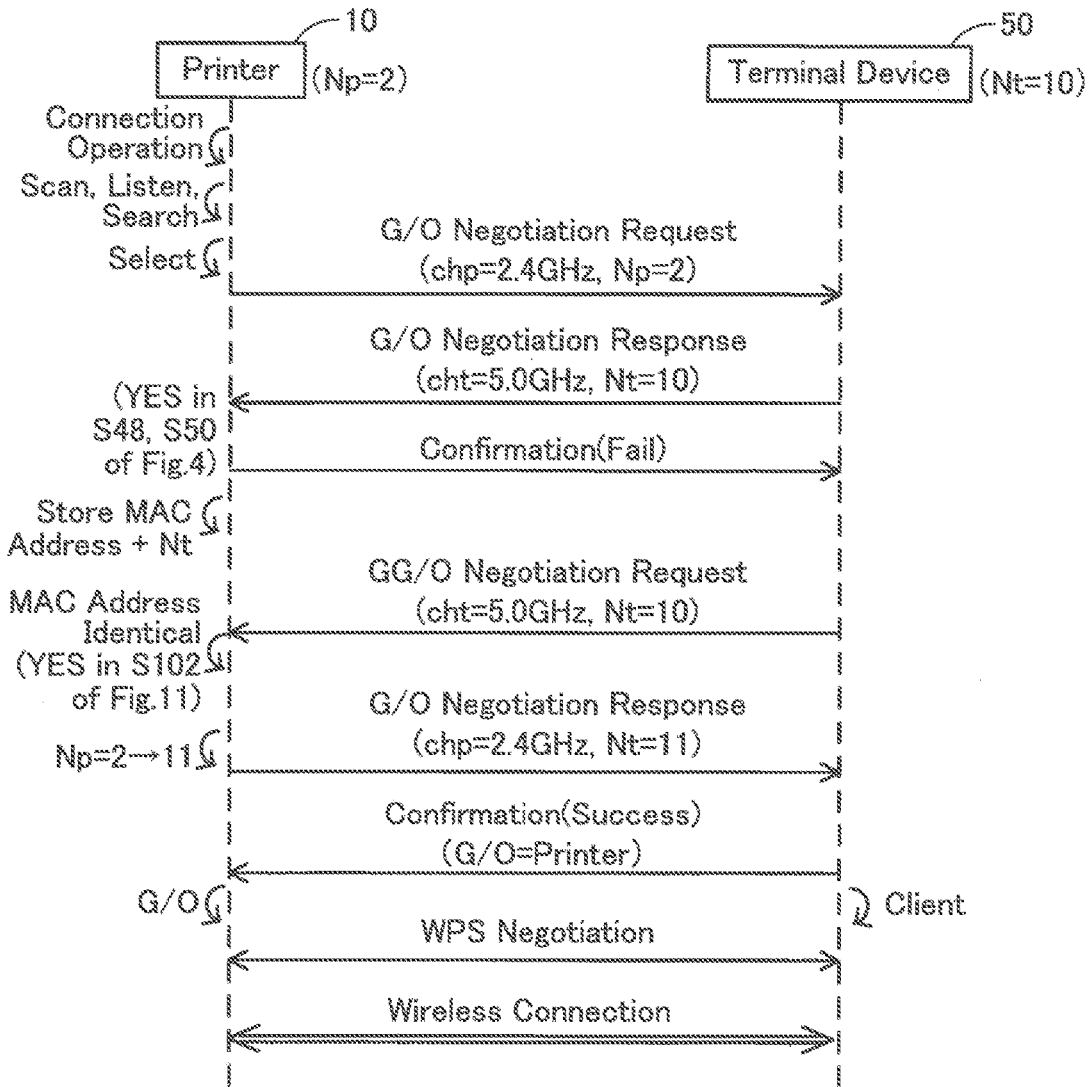 10
50
Printer
(Np=2)
Terminal Device
(Nt=10)
Connection
Operation
Scan, Listen,
Search
Select
G/O Negotiation Request
(chp=2.4GHz, Np=2)
G/O Negotiation Response
(cht=5.0GHz, Nt=10)
(YES in
S48, S50
of Fig.4)
Confirmation(Fail)
Store MAC
Address + Nt
GG/O Negotiation Request
(cht=5.0GHz, Nt=10)
MAC Address
Identical
(YES in S102
of Fig.11)
G/O Negotiation Response
(chp=2.4GHz, Nt=11)
Np=2→11
Confirmation(Success)
(G/O=Printer)
G/O
Client
WPS Negotiation
Wireless Connection